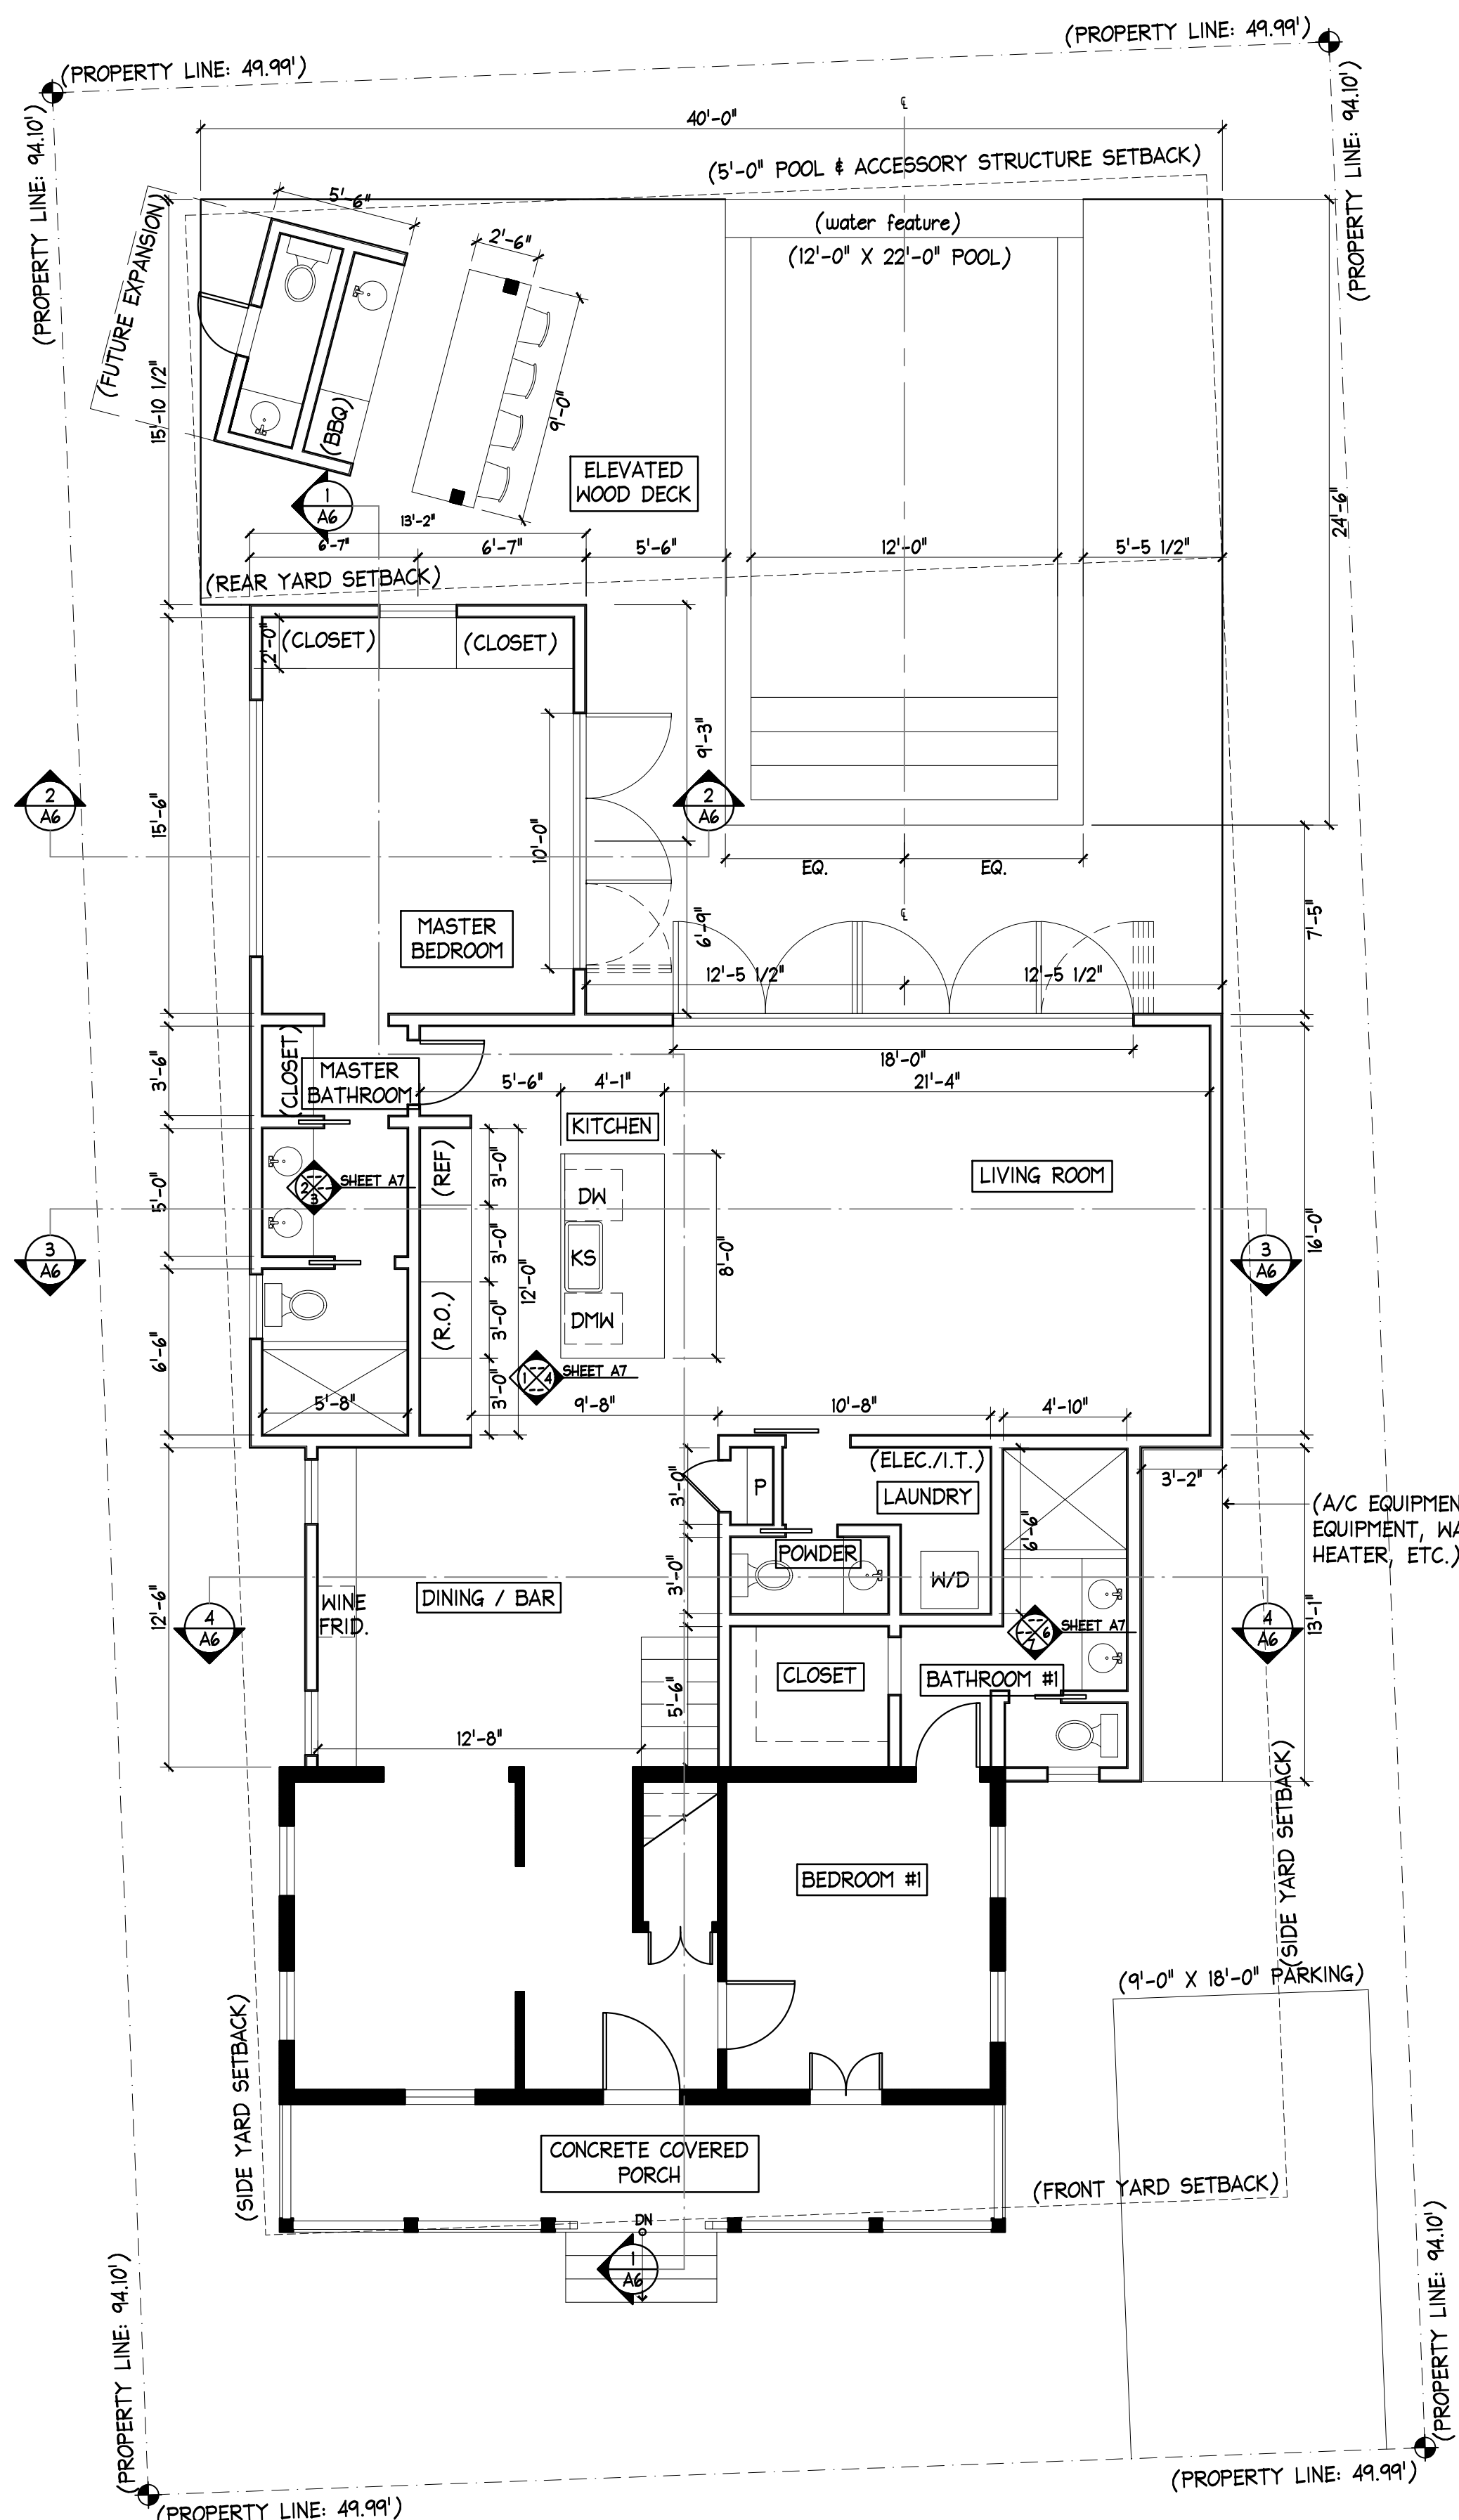 (PROPERTY LINE: 49.99')
(PROPERTY LINE: 49.99')
(PROPERTY LINE: 94.10')
(PROPERTY LINE: 94.10')
40'-0"
(5'-0" POOL & ACCESSORY STRUCTURE SETBACK)
5'-6"
(FUTURE EXPANSION)
2'-6"
(water feature)
(12'-0" X 22'-0" POOL)
15'-10 1/2"
(BBQ)
9'-0"
ELEVATED
WOOD DECK
24'-6"
1
A6
13'-2"
6'-7"
6'-7"
5'-6"
12'-0"
5'-5 1/2"
(REAR YARD SETBACK)
2'-0"
(CLOSET)
(CLOSET)
9'-3"
2
A6
2
A6
15'-6"
10'-0"
EQ.
EQ.
MASTER
BEDROOM
6'-9"
7'-5"
12'-5 1/2"
12'-5 1/2"
18'-0"
3'-6"
(CLOSET)
MASTER
BATHROOM
5'-6"
4'-1"
21'-4"
KITCHEN
LIVING ROOM
(REF)
3'-0"
5'-0"
2
3
SHEET A7
DW
3'-0"
KS
8'-0"
16'-0"
3
A6
3
A6
12'-0"
(R.O.)
3'-0"
DMW
6'-6"
1
4
SHEET A7
3'-0"
5'-8"
9'-8"
10'-8"
4'-10"
(ELEC./I.T.)
3'-0"
P
LAUNDRY
3'-2"
(A/C EQUIPMEN
EQUIPMENT, WA
HEATER, ETC.)
6'-6"
POWDER
3'-0"
W/D
12'-6"
WINE
FRID.
DINING / BAR
4
A6
4
A6
13'-1"
6
7
SHEET A7
CLOSET
BATHROOM #1
5'-6"
12'-8"
(SIDE YARD SETBACK)
BEDROOM #1
(9'-0" X 18'-0" PARKING)
(SIDE YARD SETBACK)
CONCRETE COVERED
PORCH
(FRONT YARD SETBACK)
DN
1
A6
(PROPERTY LINE: 94.10')
(PROPERTY LINE: 94.10')
(PROPERTY LINE: 49.99')
(PROPERTY LINE: 49.99')